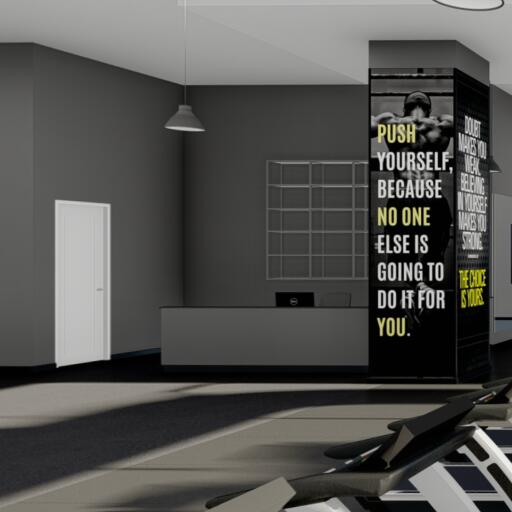 PUSH
YOURSELF,
BECAUSE
NO ONE
ELSE IS
GOING TO
DO IT FOR
YOU.
DOUBT
MAKES YOU
WEAK.
BELIEVING
IN YOURSELF
MAKES YOU
STRONG.
THE CHOICE
IS YOURS.